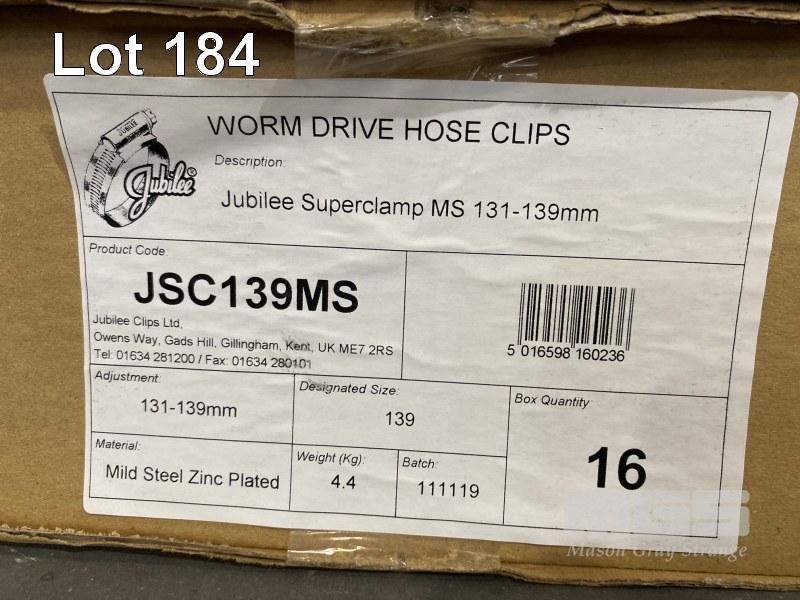 Lot 184
WORM DRIVE HOSE CLIPS
JUBILEE
Jubilee®
Description:
Jubilee Superclamp MS 131-139mm
Product Code
JSC139MS
Jubilee Clips Ltd,
Owens Way, Gads Hill, Gillingham, Kent, UK ME7 2RS
Tel: 01634 281200 / Fax: 01634 280101
5 016598 160236
Adjustment:
131-139mm
Designated Size:
139
Box Quantity
16
Material:
Mild Steel Zinc Plated
Weight (Kg):
4.4
Batch:
111119
MGS
Mason Gray Strange